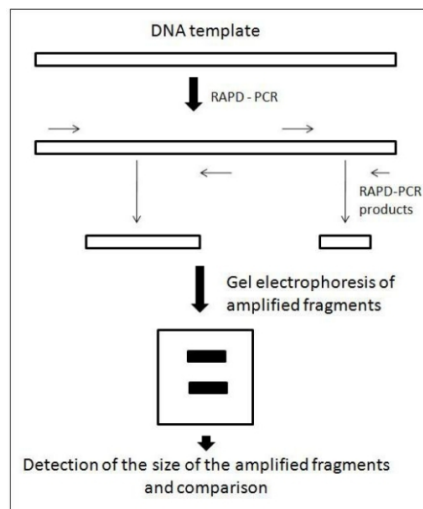 DNA template
RAPD - PCR
RAPD-PCR
products
Gel electrophoresis of
amplified fragments
Detection of the size of the amplified fragments
and comparison